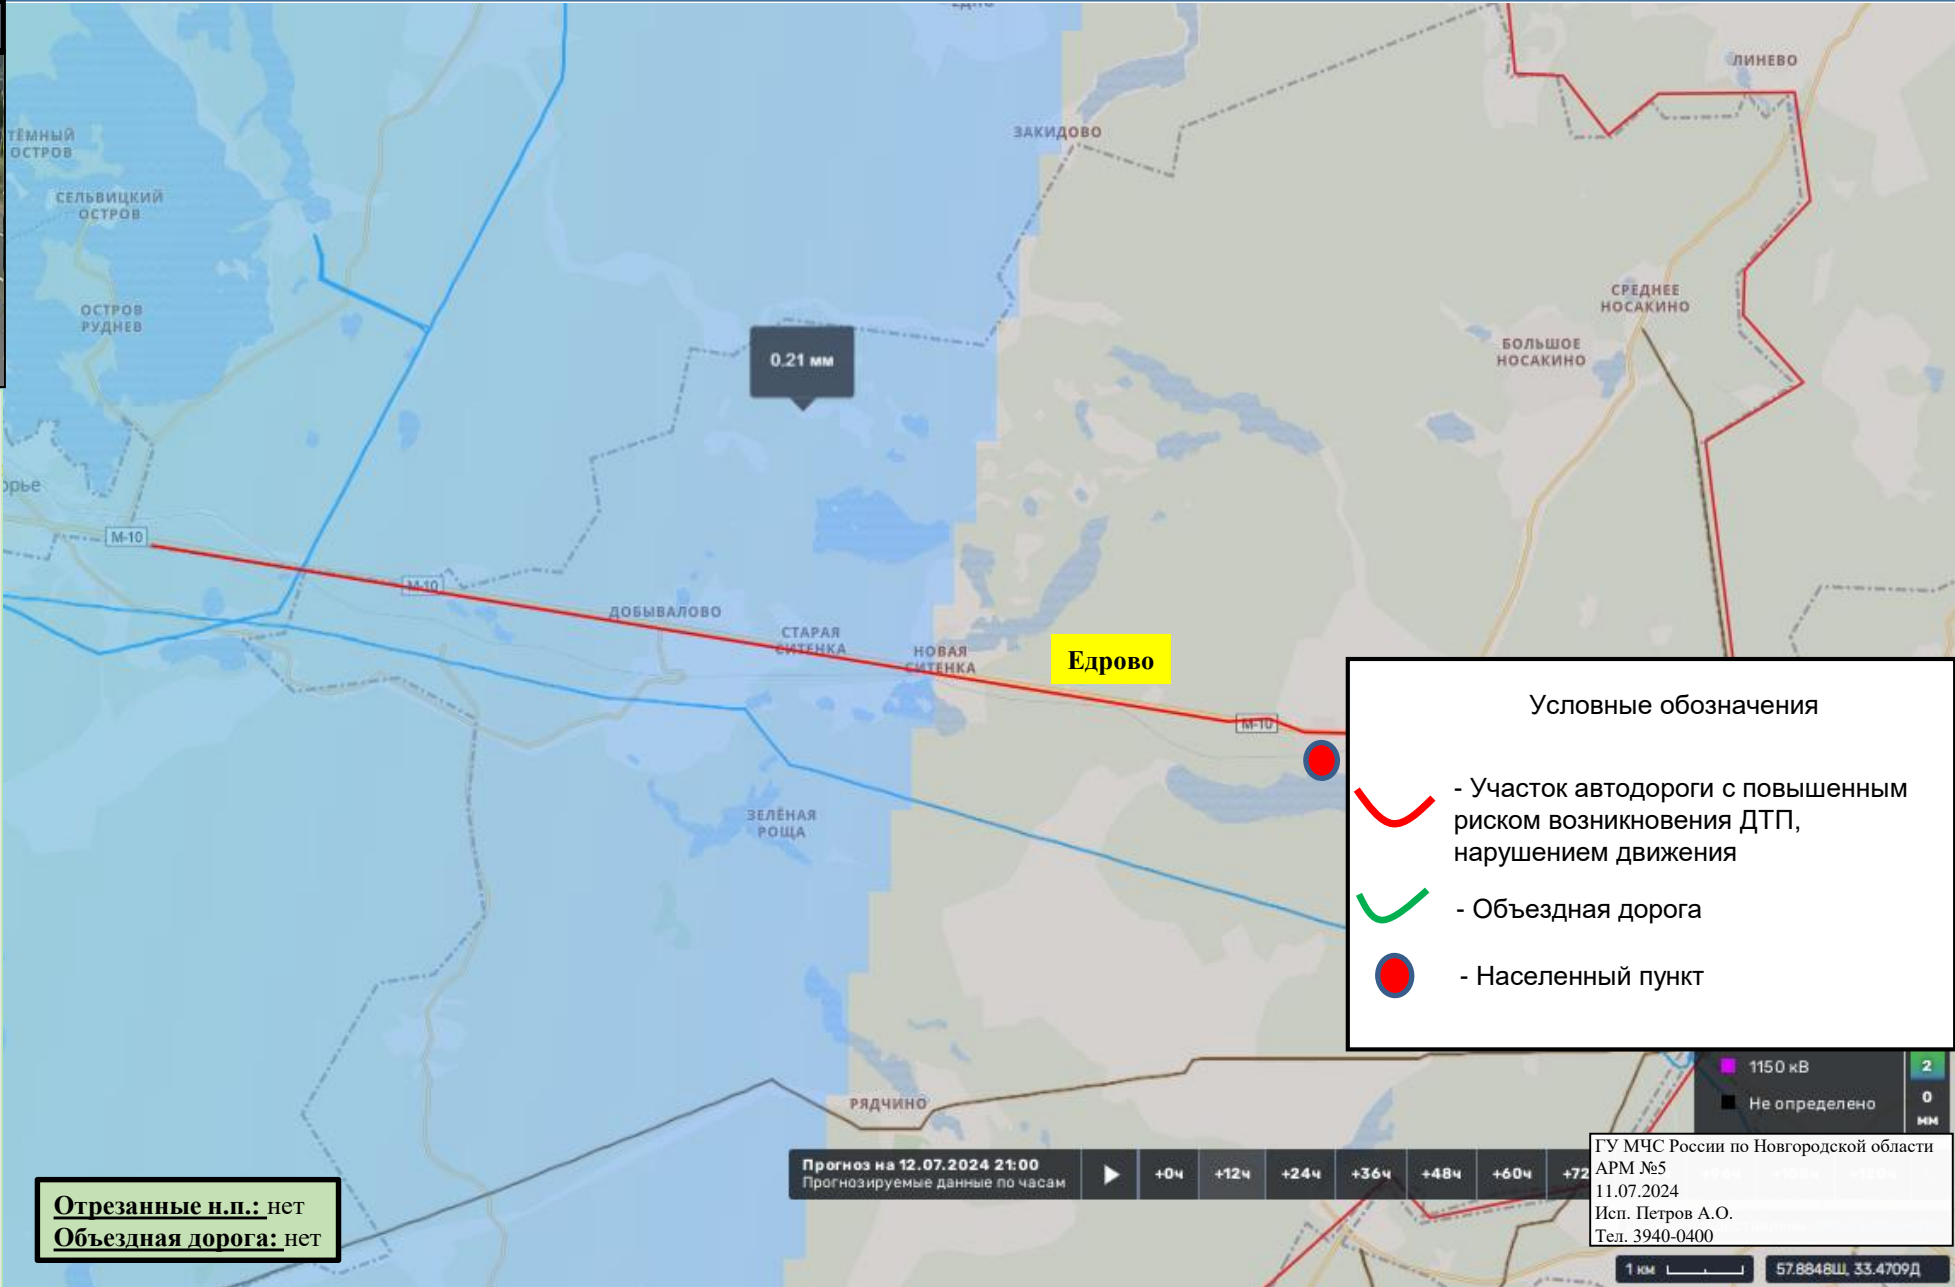 ЛИНЕВО
ЗАКИДОВО
ТЁМНЫЙ
ОСТРОВ
СЕЛЬВИЦКИЙ
ОСТРОВ
ОСТРОВ
РУДНЕВ
СРЕДНЕЕ
НОСАКИНО
БОЛЬШОЕ
НОСАКИНО
0.21 мм
орье
М-10
М-10
ДОБЫВАЛОВО
СТАРАЯ
СИТЕНКА
НОВАЯ
СИТЕНКА
Едрово
М-10
ЗЕЛЁНАЯ
РОЩА
РЯДЧИНО
Условные обозначения
- Участок автодороги с повышенным
риском возникновения ДТП,
нарушением движения
- Объездная дорога
- Населенный пункт
1150 кВ
Не определено
2
0
мм
Прогноз на 12.07.2024 21:00
Прогнозируемые данные по часам
+0ч +12ч +24ч +36ч +48ч +60ч +72
ГУ МЧС России по Новгородской области
АРМ №5
11.07.2024
Исп. Петров А.О.
Тел. 3940-0400
Отрезанные н.п.: нет
Объездная дорога: нет
1 км
57.8848Ш, 33.4709Д